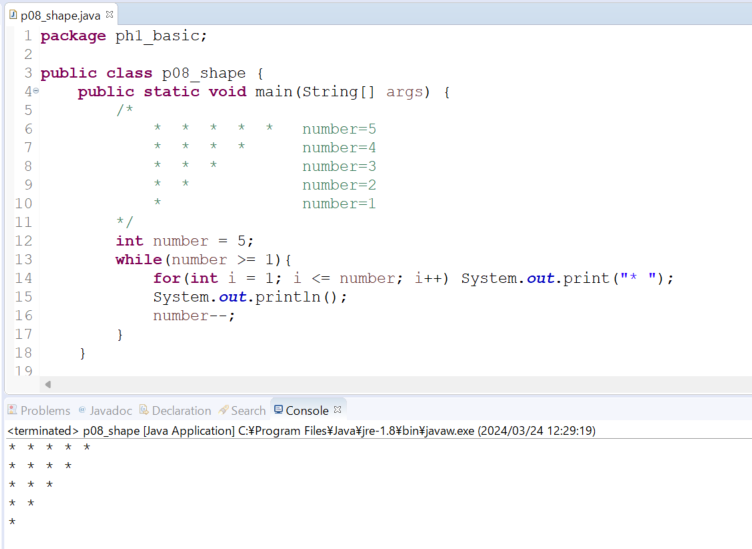 p08_shape.java
1 package ph1_basic;
2
3 public class p08_shape {
4 public static void main(String[] args) {
5 /*
6 * * * * * number=5
7 * * * * number=4
8 * * * number=3
9 * * number=2
10 * number=1
11 */
12 int number = 5;
13 while(number >= 1){
14 for(int i = 1; i <= number; i++) System.out.print("* ");
15 System.out.println();
16 number--;
17 }
18 }
19
Problems Javadoc Declaration Search Console
<terminated> p08_shape [Java Application] C:¥Program Files¥Java¥jre-1.8¥bin¥javaw.exe (2024/03/24 12:29:19)
* * * * *
* * * *
* * *
* *
*